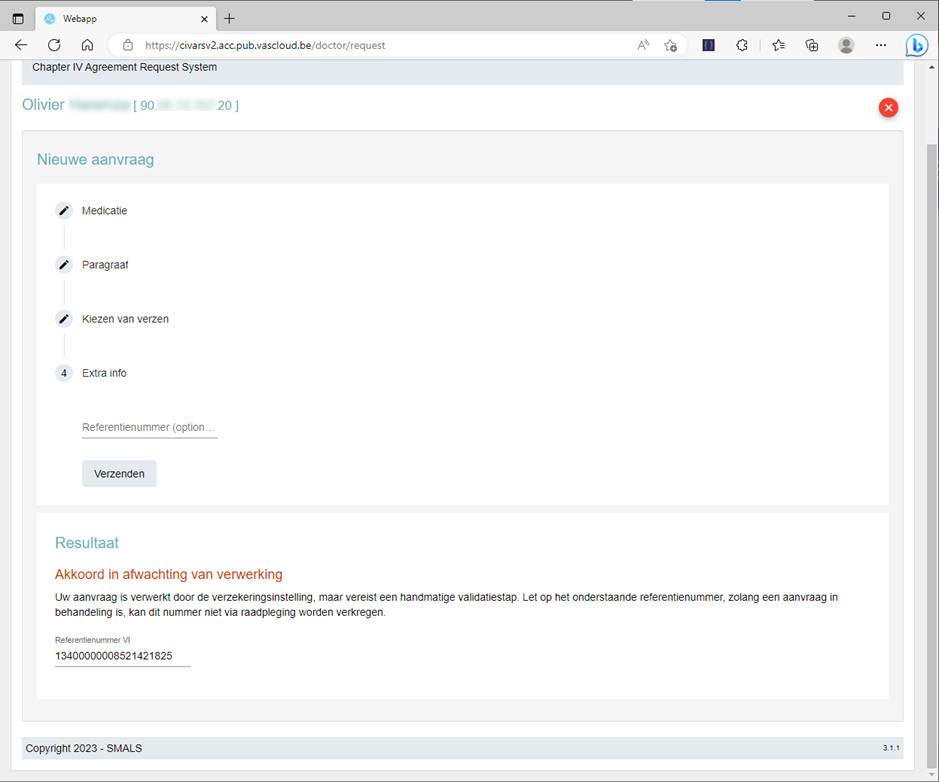 Webapp
https://civarsv2.acc.pub.vascloud.be/doctor/request
Chapter IV Agreement Request System
Olivier [ 90. .20 ]
Nieuwe aanvraag
Medicatie
Paragraaf
Kiezen van verzen
4 Extra info
Referentienummer (option...
Verzenden
Resultaat
Akkoord in afwachting van verwerking
Uw aanvraag is verwerkt door de verzekeringsinstelling, maar vereist een handmatige validatiestap. Let op het onderstaande referentienummer, zolang een aanvraag in
behandeling is, kan dit nummer niet via raadpleging worden verkregen.
Referentienummer VI
13400000008521421825
Copyright 2023 - SMALS
3.1.1